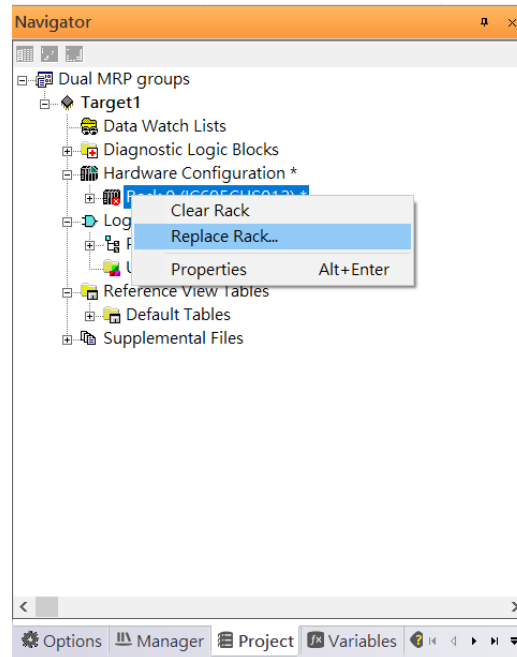 Navigator
Dual MRP groups
Target1
Data Watch Lists
Diagnostic Logic Blocks
Hardware Configuration *
Clear Rack
Log
Replace Rack...
Properties Alt+Enter
Reference View Tables
Default Tables
Supplemental Files
Options Manager Project Variables